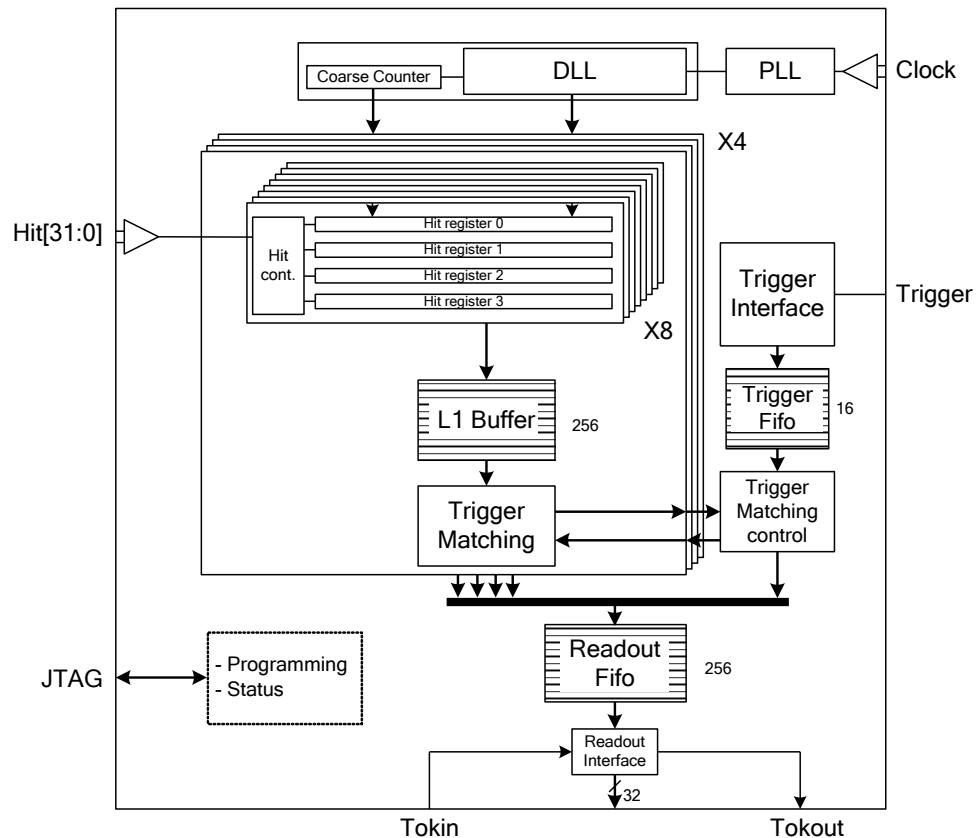 Coarse Counter
DLL
PLL
Clock
X4
Hit[31:0]
Hit
cont.
Hit register 0
Hit register 1
Hit register 2
Hit register 3
X8
Trigger
Interface
Trigger
L1 Buffer
256
Trigger
Fifo
16
Trigger
Matching
Trigger
Matching
control
JTAG
- Programming
- Status
Readout
Fifo
256
Readout
Interface
32
Tokin
Tokout